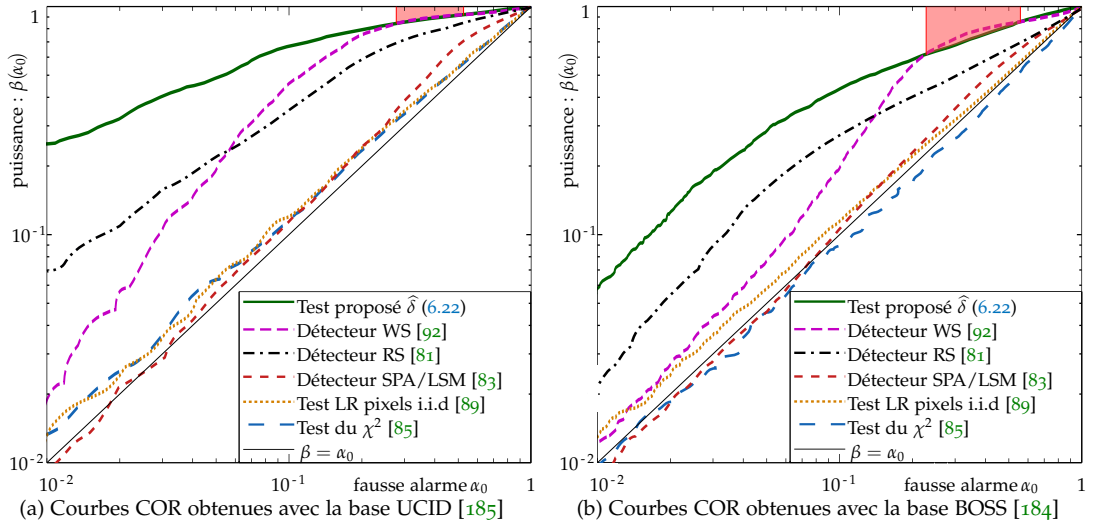 1
puissance : β(α₀)
10⁻¹
10⁻²
Test proposé δ̂ (6.22)
Détecteur WS [92]
Détecteur RS [81]
Détecteur SPA/LSM [83]
Test LR pixels i.i.d [89]
Test du χ² [85]
β = α₀
10⁻² 10⁻¹ fausse alarme α₀ 1
(a) Courbes COR obtenues avec la base UCID [185]
1
puissance : β(α₀)
10⁻¹
10⁻²
Test proposé δ̂ (6.22)
Détecteur WS [92]
Détecteur RS [81]
Détecteur SPA/LSM [83]
Test LR pixels i.i.d [89]
Test du χ² [85]
β = α₀
10⁻² 10⁻¹ fausse alarme α₀ 1
(b) Courbes COR obtenues avec la base BOSS [184]